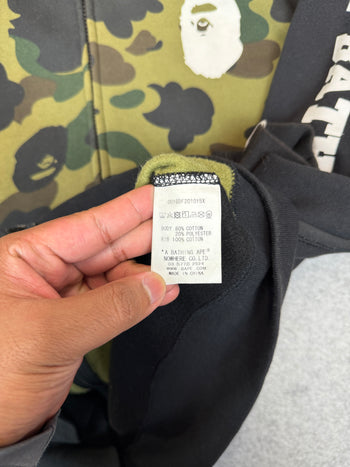 BODY 80% COTTON
20% POLYESTER
RIB 100% COTTON
"A BATHING APE"
NOWHERE CO.LTD.
WWW.BAPE.COM
MADE IN CHINA
BATH